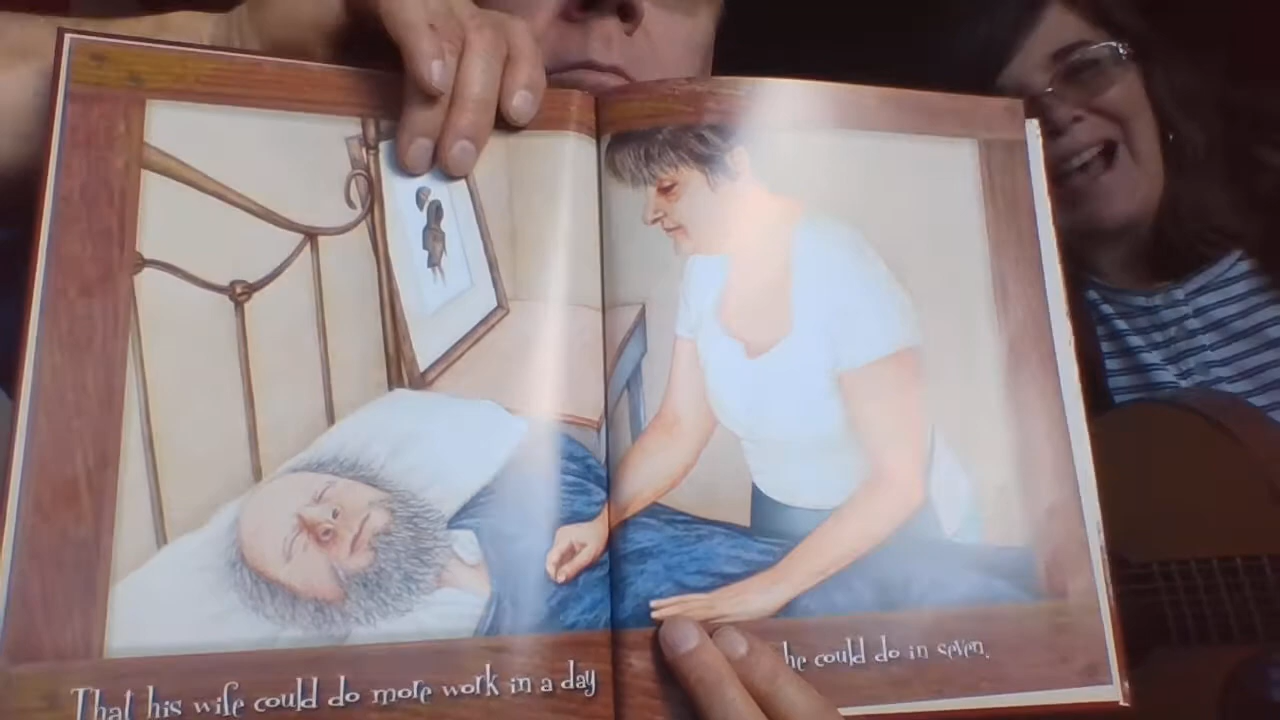 That his wife could do more work in a day
he could do in seven.